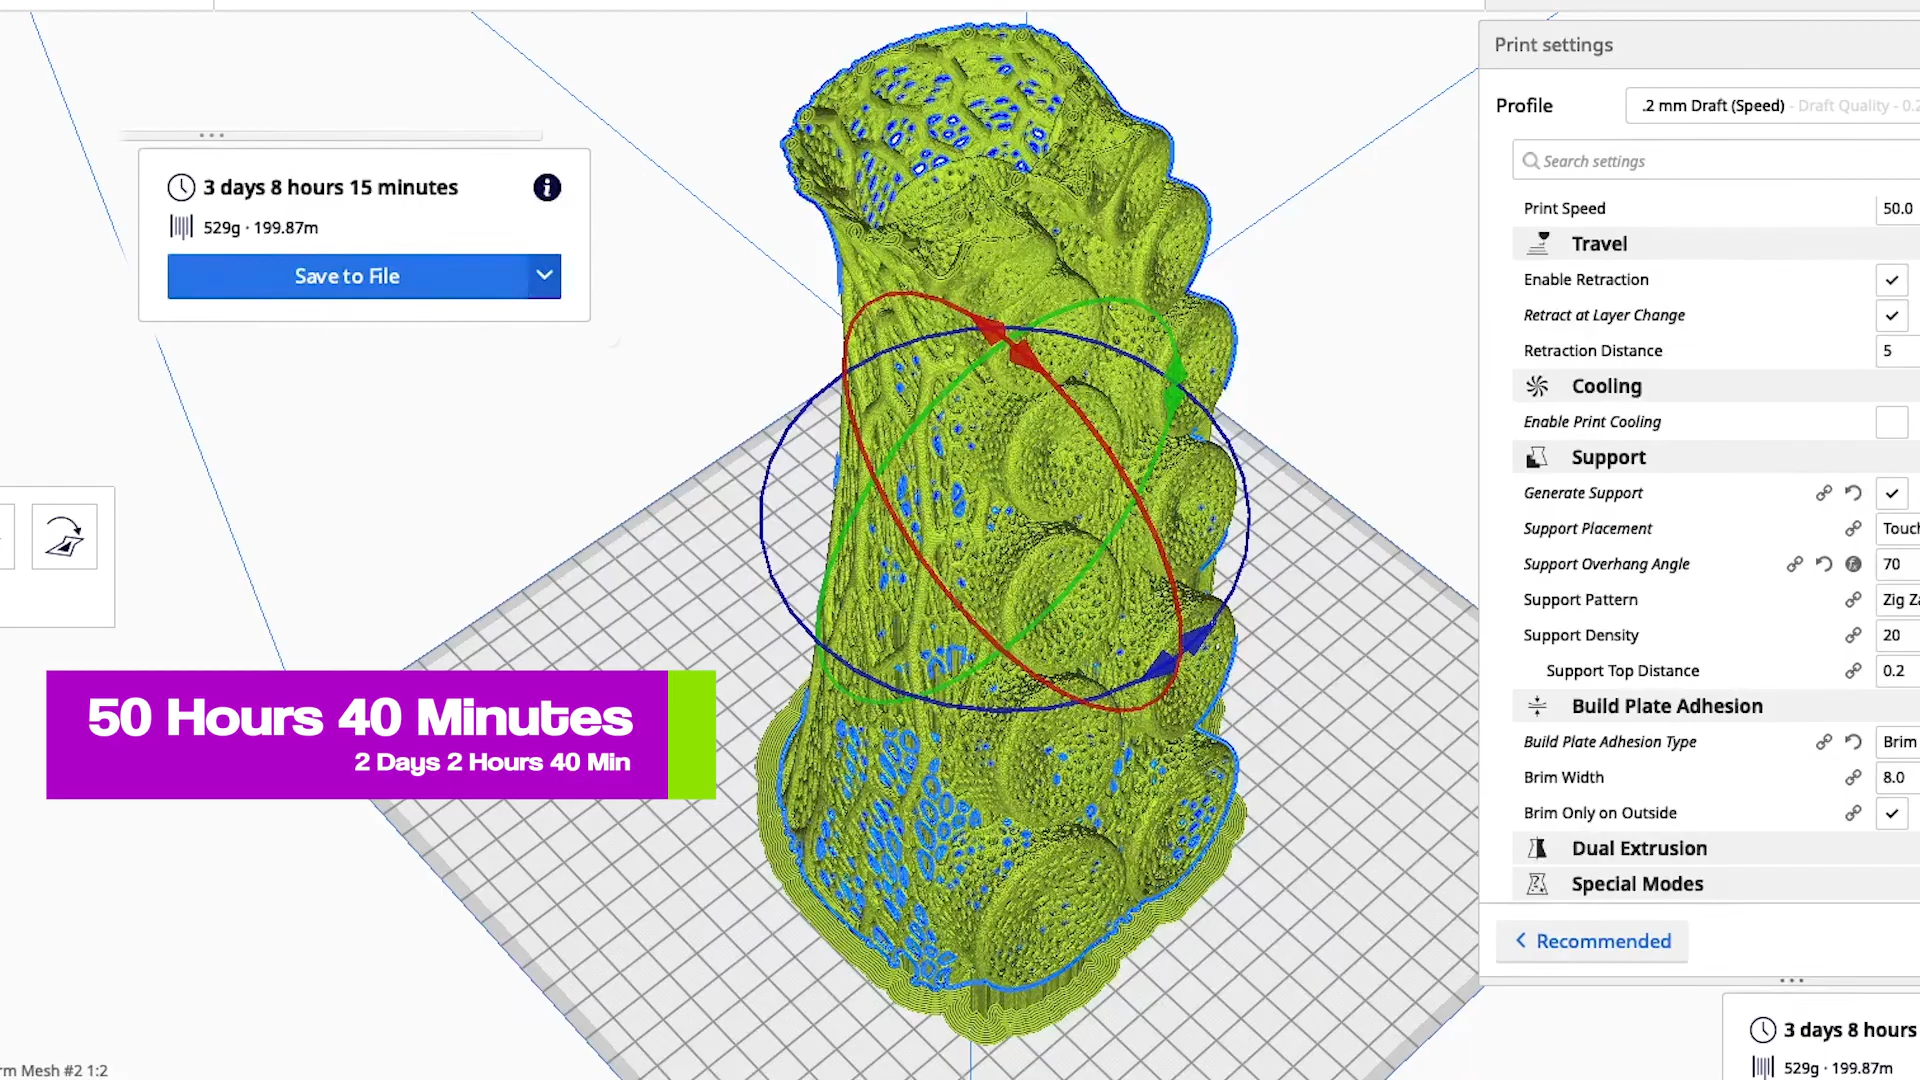 3 days 8 hours 15 minutes
529g · 199.87m
Save to File
50 Hours 40 Minutes
2 Days 2 Hours 40 Min
rm Mesh #2 1:2
Print settings
Profile
.2 mm Draft (Speed) - Draft Quality - 0.2
Search settings
Print Speed 50.0
Travel
Enable Retraction
Retract at Layer Change
Retraction Distance 5
Cooling
Enable Print Cooling
Support
Generate Support
Support Placement Touch
Support Overhang Angle 70
Support Pattern Zig Za
Support Density 20
Support Top Distance 0.2
Build Plate Adhesion
Build Plate Adhesion Type Brim
Brim Width 8.0
Brim Only on Outside
Dual Extrusion
Special Modes
Recommended
3 days 8 hours
529g · 199.87m